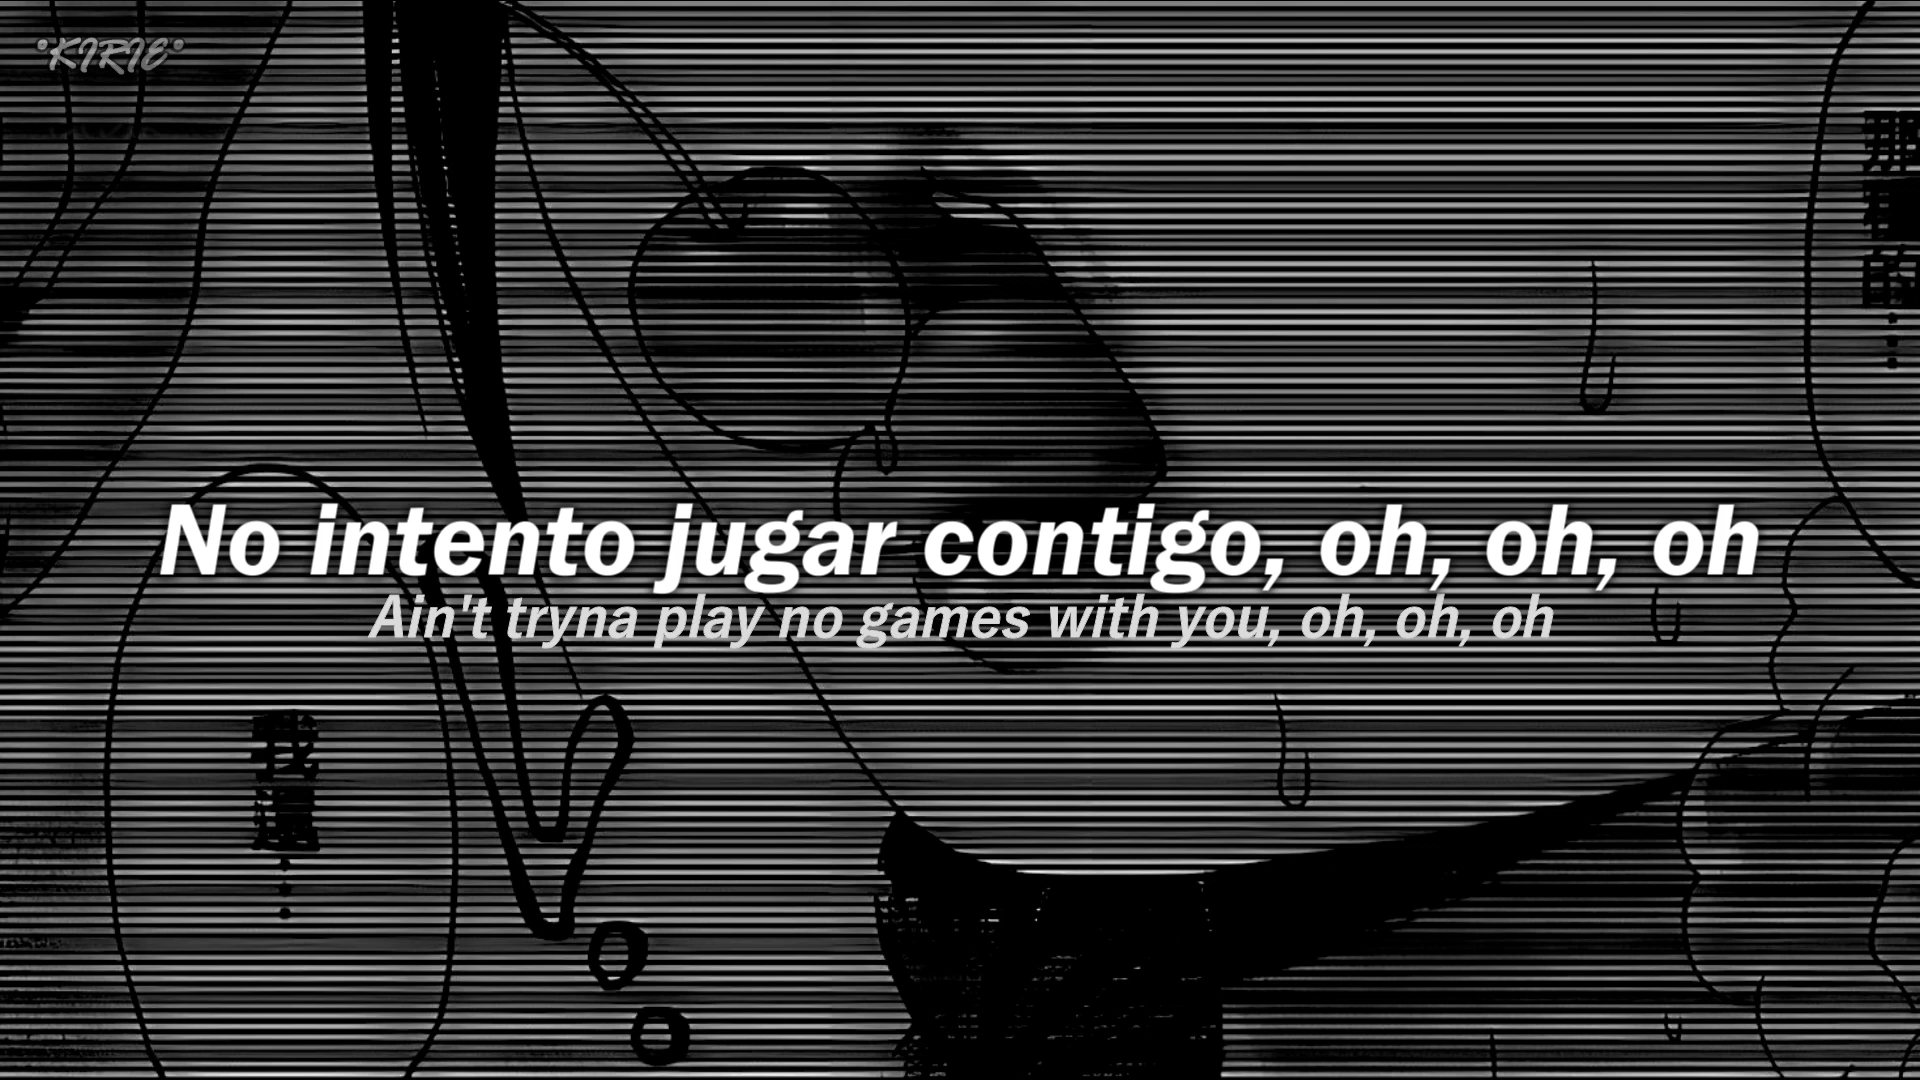 °KIRIE°
No intento jugar contigo, oh, oh, oh
Ain't tryna play no games with you, oh, oh, oh